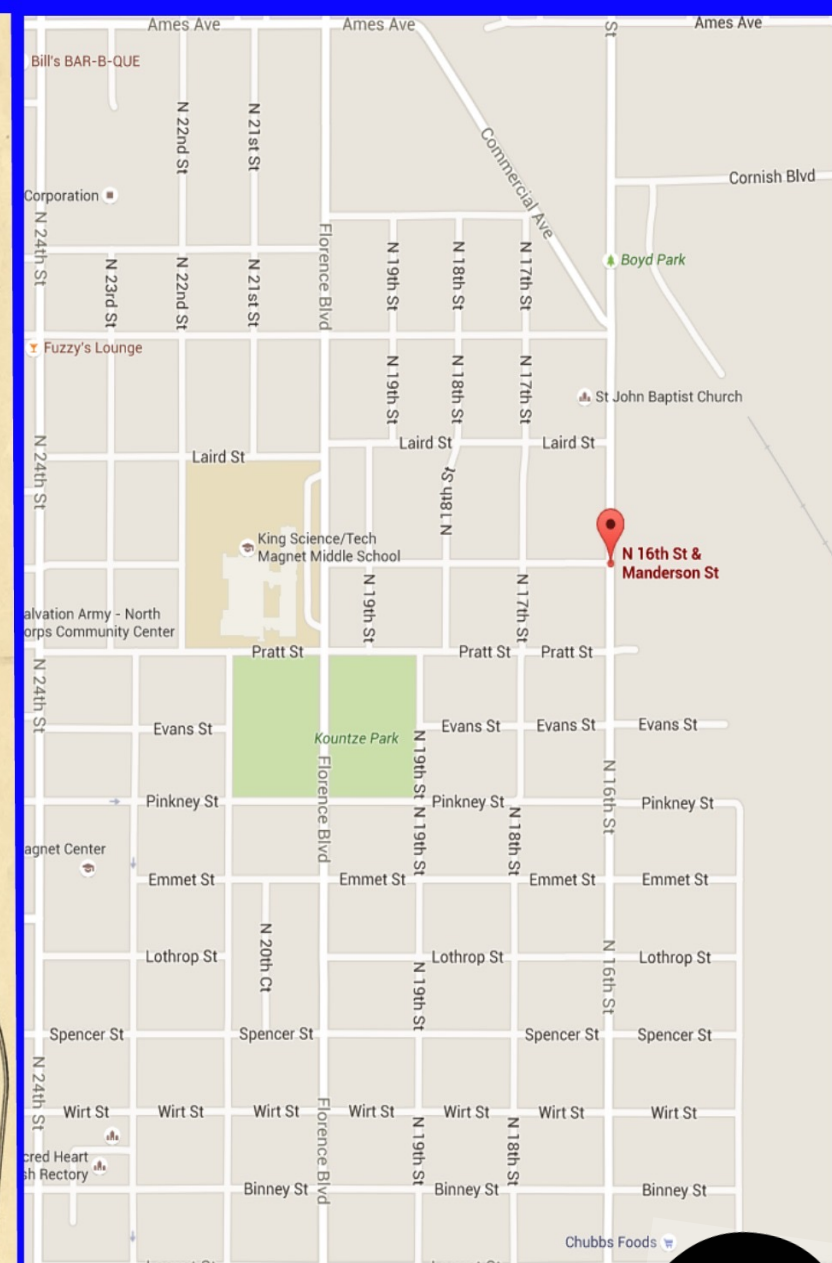 Ames Ave
Ames Ave
St
Ames Ave
Bill's BAR-B-QUE
N 22nd St
N 21st St
Commercial Ave
Cornish Blvd
Corporation
N 24th St
Florence Blvd
N 19th St
N 18th St
N 17th St
Boyd Park
N 23rd St
N 22nd St
N 21st St
Fuzzy's Lounge
N 19th St
N 18th St
N 17th St
St John Baptist Church
N 24th St
Laird St
Laird St
Laird St
N 18th St
King Science/Tech
Magnet Middle School
N 16th St &
Manderson St
N 19th St
N 17th St
alvation Army - North
orps Community Center
Pratt St
Pratt St
Pratt St
N 24th St
Evans St
Kountze Park
N 19th St
Evans St
Evans St
Evans St
Florence Blvd
N 16th St
Pinkney St
Pinkney St
Pinkney St
N 19th St
N 18th St
agnet Center
Emmet St
Emmet St
Emmet St
Emmet St
N 20th Ct
Lothrop St
Lothrop St
Lothrop St
N 16th St
N 19th St
Spencer St
Spencer St
Spencer St
Spencer St
N 24th St
Wirt St
Wirt St
Wirt St
Wirt St
Wirt St
Wirt St
Wirt St
Florence Blvd
N 19th St
N 18th St
cred Heart
sh Rectory
Binney St
Binney St
Binney St
Chubbs Foods